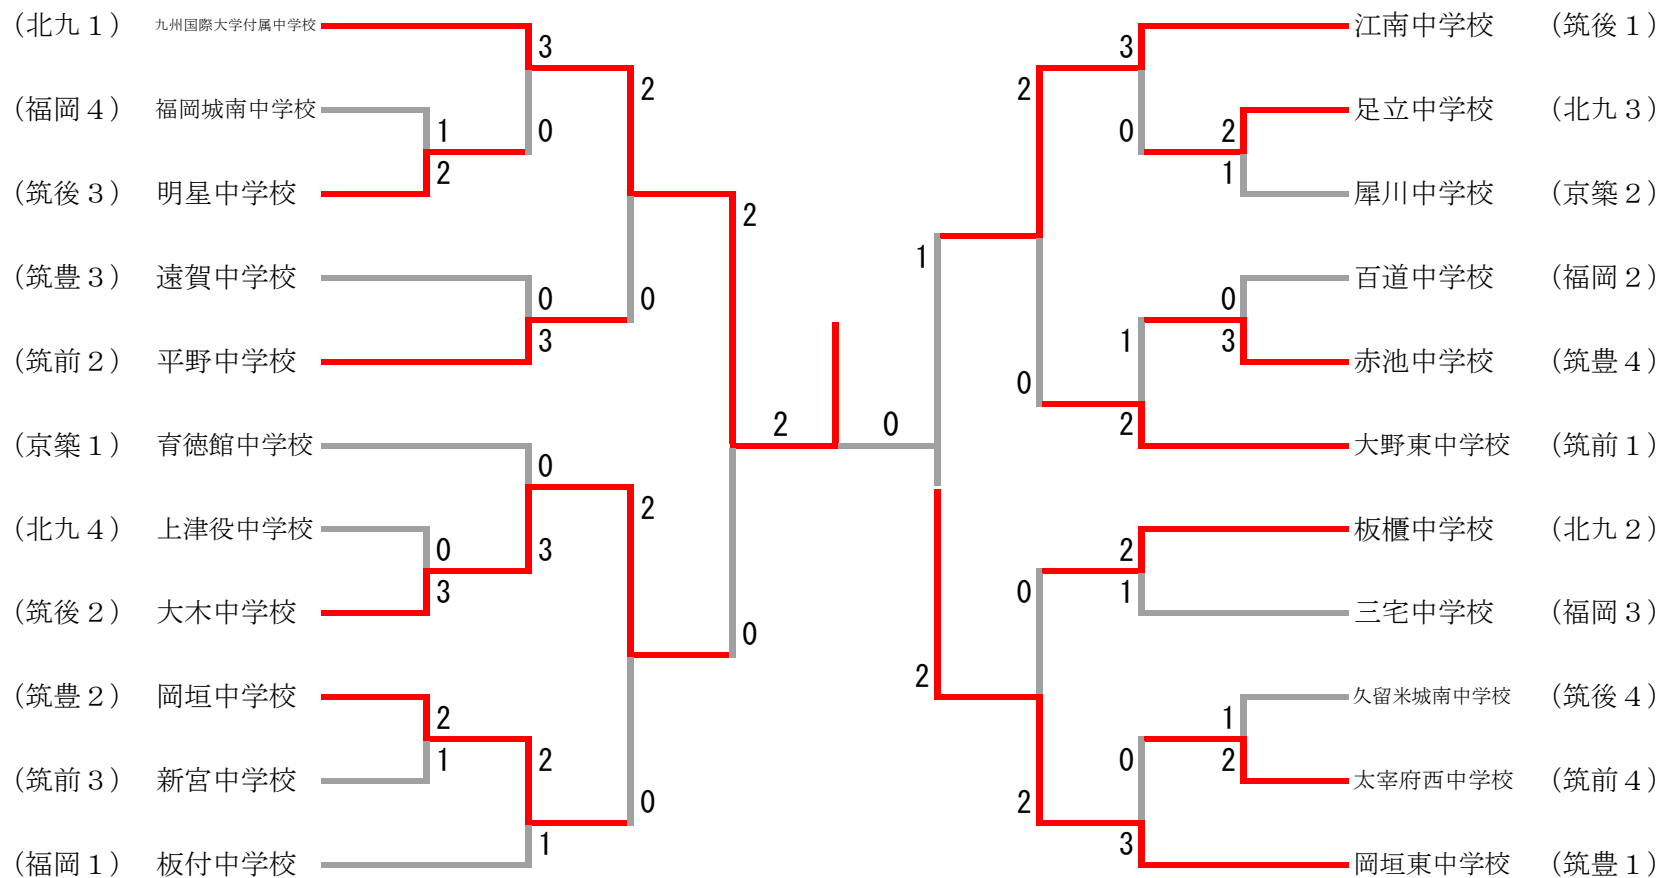 （北九１） 九州国際大学付属中学校 3 3 江南中学校 （筑後１）
2 2
（福岡４） 福岡城南中学校 1 0 0 2 足立中学校 （北九３）
（筑後３） 明星中学校 2 1 犀川中学校 （京築２）
2 1
（筑豊３） 遠賀中学校 0 0 0 百道中学校 （福岡２）
（筑前２） 平野中学校 3 1 3 赤池中学校 （筑豊４）
0
2 0 2
（京築１） 育徳館中学校 0 大野東中学校 （筑前１）
2
（北九４） 上津役中学校 0 3 2 板櫃中学校 （北九２）
（筑後２） 大木中学校 3 0 1 三宅中学校 （福岡３）
0 2
（筑豊２） 岡垣中学校 2 1 久留米城南中学校 （筑後４）
（筑前３） 新宮中学校 1 2 0 2 太宰府西中学校 （筑前４）
0 2
（福岡１） 板付中学校 1 3 岡垣東中学校 （筑豊１）